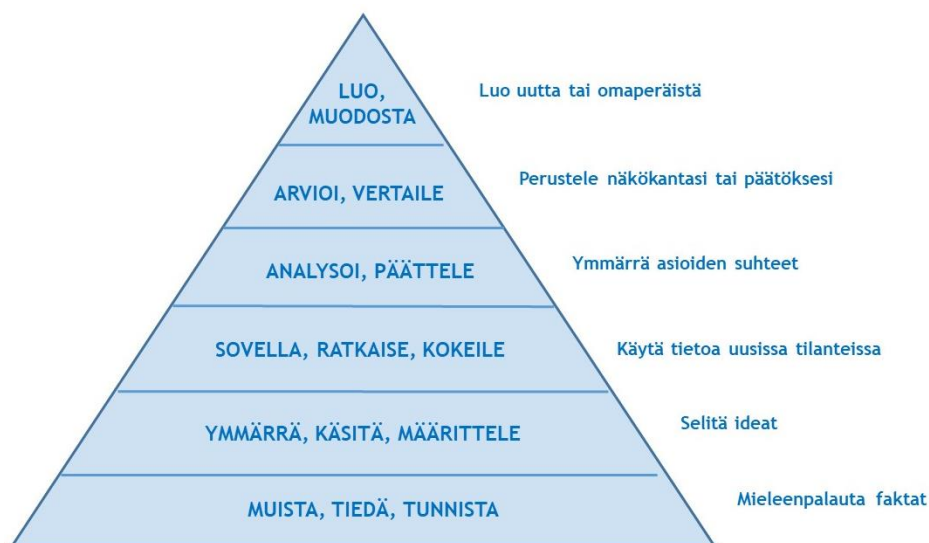 LUO,
MUODOSTA
Luo uutta tai omaperäistä
ARVIOI, VERTAILE
Perustele näkökantasi tai päätöksesi
ANALYSOI, PÄÄTTELE
Ymmärrä asioiden suhteet
SOVELLA, RATKAISE, KOKEILE
Käytä tietoa uusissa tilanteissa
YMMÄRRÄ, KÄSITÄ, MÄÄRITTELE
Selitä ideat
MUISTA, TIEDÄ, TUNNISTA
Mieleenpalauta faktat